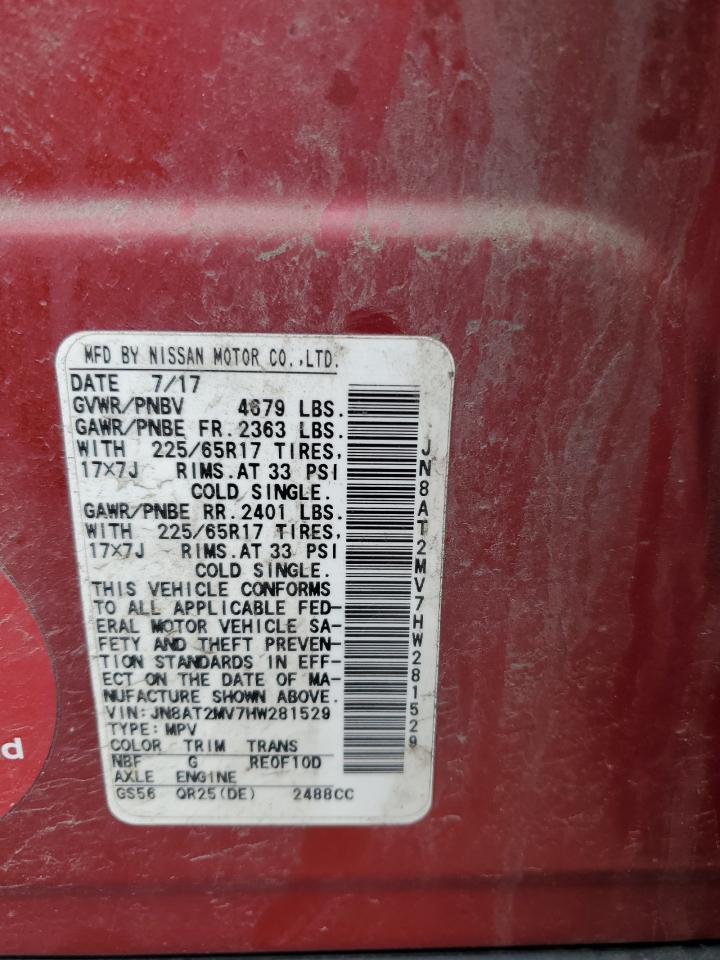 MFD BY NISSAN MOTOR CO.,LTD.
DATE 7/17
GVWR/PNBV 4679 LBS.
GAWR/PNBE FR. 2363 LBS.
WITH 225/65R17 TIRES,
17X7J RIMS.AT 33 PSI
COLD SINGLE.
GAWR/PNBE RR. 2401 LBS.
WITH 225/65R17 TIRES,
17X7J RIMS.AT 33 PSI
COLD SINGLE.
THIS VEHICLE CONFORMS
TO ALL APPLICABLE FED-
ERAL MOTOR VEHICLE SA-
FETY AND THEFT PREVEN-
TION STANDARDS IN EFF-
ECT ON THE DATE OF MA-
NUFACTURE SHOWN ABOVE.
VIN:JN8AT2MV7HW281529
TYPE:MPV
COLOR TRIM TRANS
NBF G RE0F10D
AXLE ENGINE
GS56 QR25(DE) 2488CC
JN8AT2MV7HW281529
d